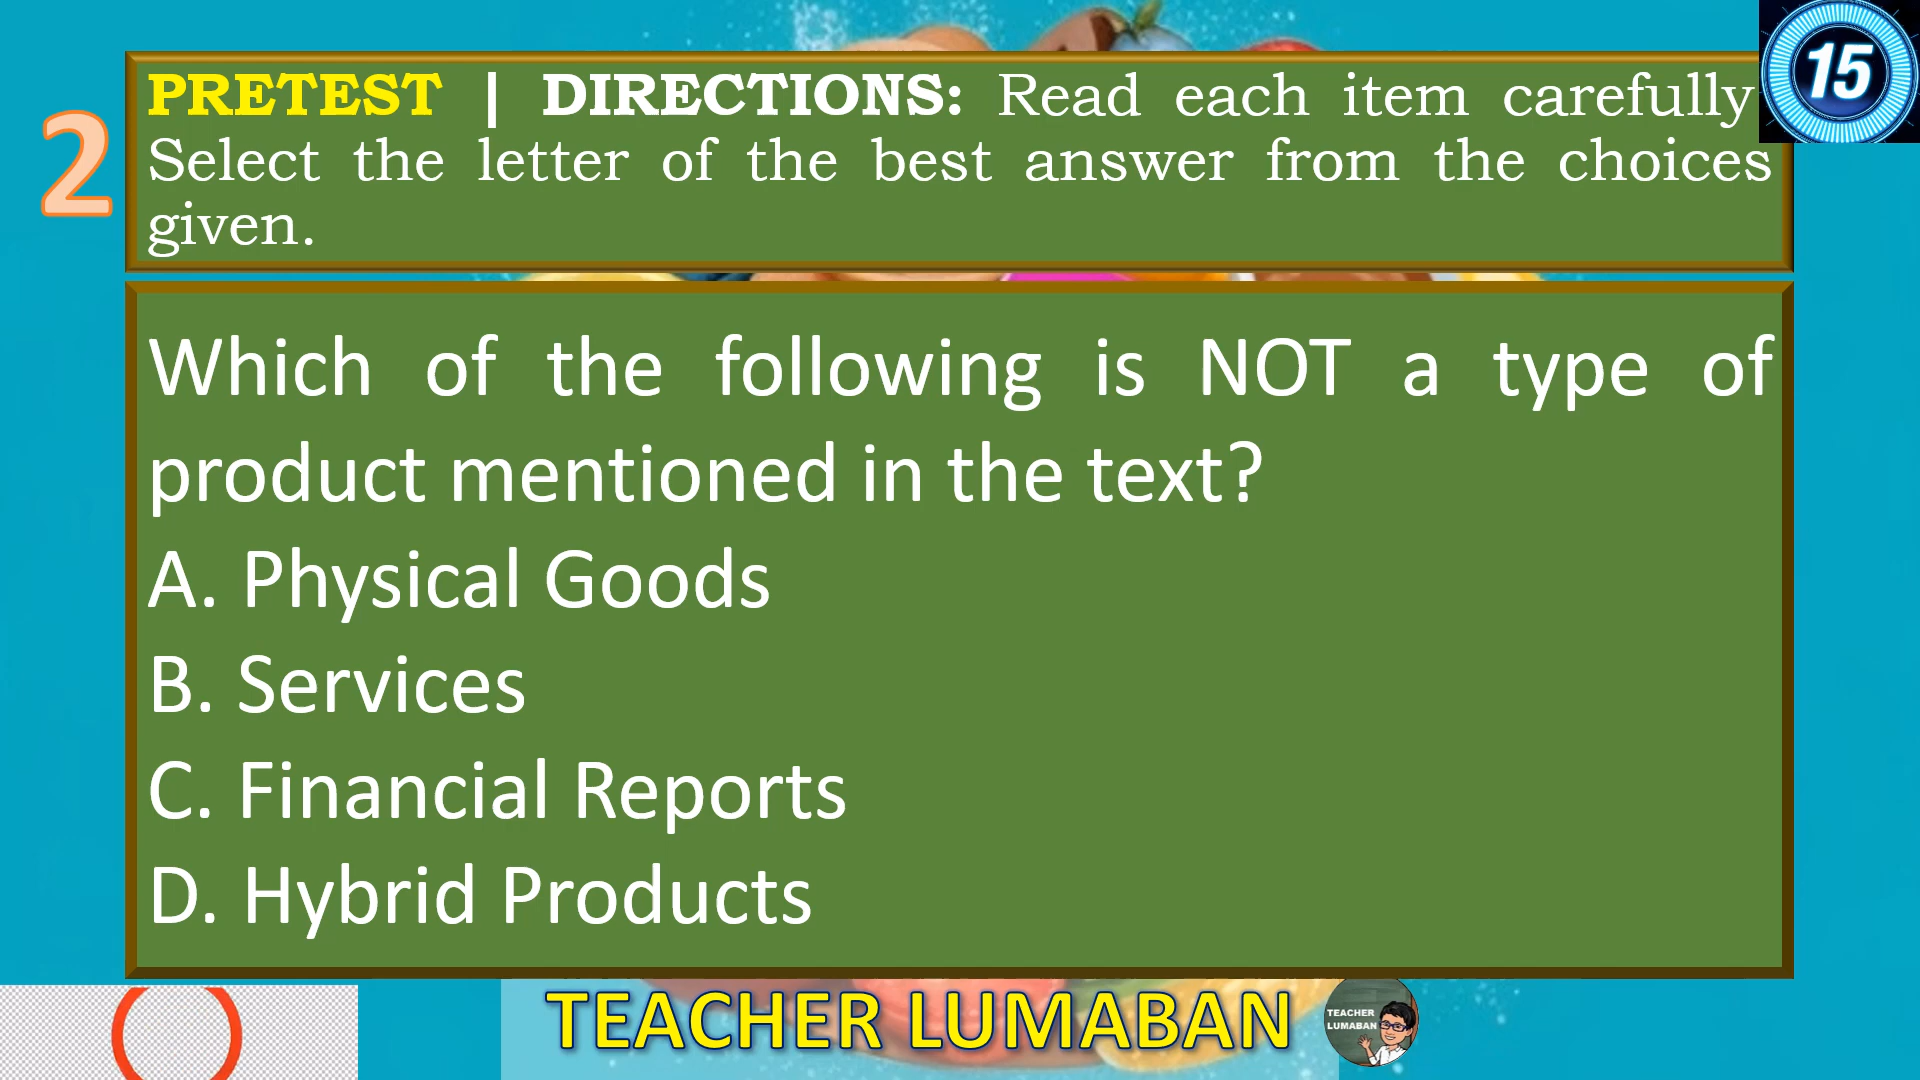 15
2
PRETEST | DIRECTIONS: Read each item carefully
Select the letter of the best answer from the choices
given.
Which of the following is NOT a type of
product mentioned in the text?
A. Physical Goods
B. Services
C. Financial Reports
D. Hybrid Products
TEACHER LUMABAN
TEACHER
LUMABAN